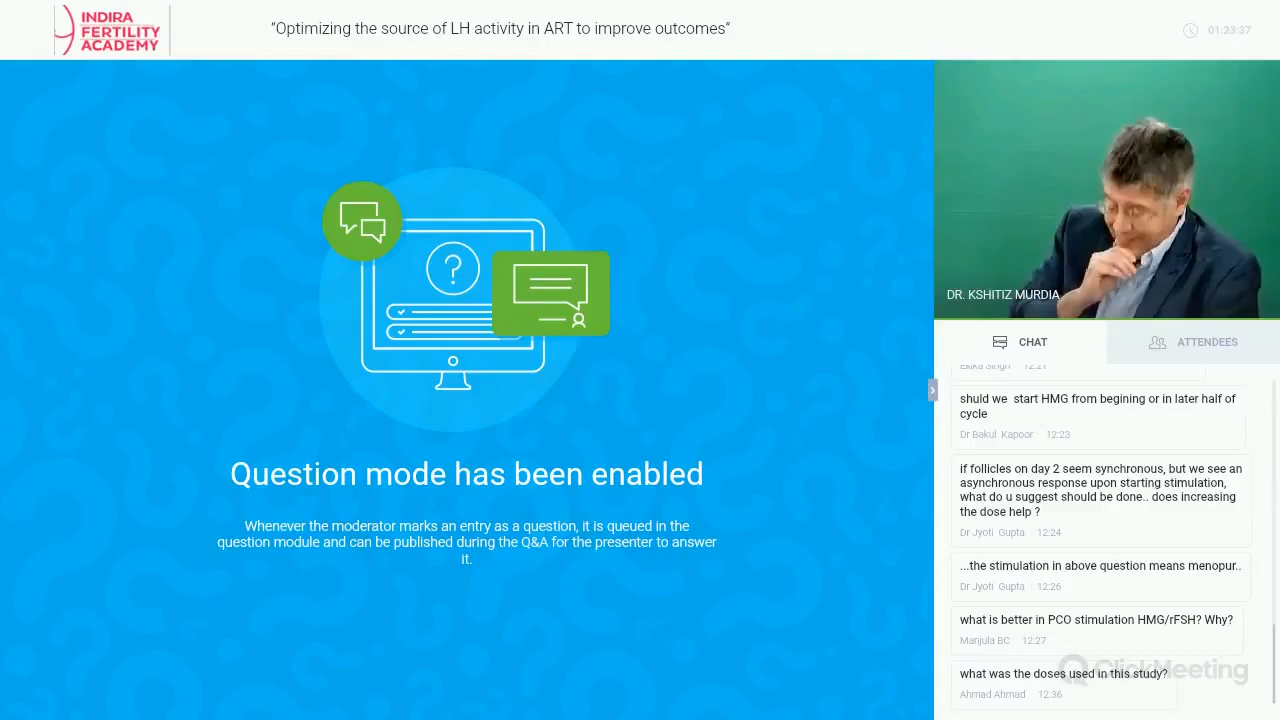 INDIRA
FERTILITY
ACADEMY
“Optimizing the source of LH activity in ART to improve outcomes”
01:23:37
?
Question mode has been enabled
Whenever the moderator marks an entry as a question, it is queued in the
question module and can be published during the Q&A for the presenter to answer
it.
DR. KSHITIZ MURDIA
CHAT
ATTENDEES
Ekika Singh 12:21
shuld we start HMG from begining or in later half of
cycle
Dr Bakul Kapoor 12:23
if follicles on day 2 seem synchronous, but we see an
asynchronous response upon starting stimulation,
what do u suggest should be done.. does increasing
the dose help ?
Dr Jyoti Gupta 12:24
...the stimulation in above question means menopur..
Dr Jyoti Gupta 12:26
what is better in PCO stimulation HMG/rFSH? Why?
Manjula BC 12:27
ClickMeeting
what was the doses used in this study?
Ahmad Ahmad 12:36